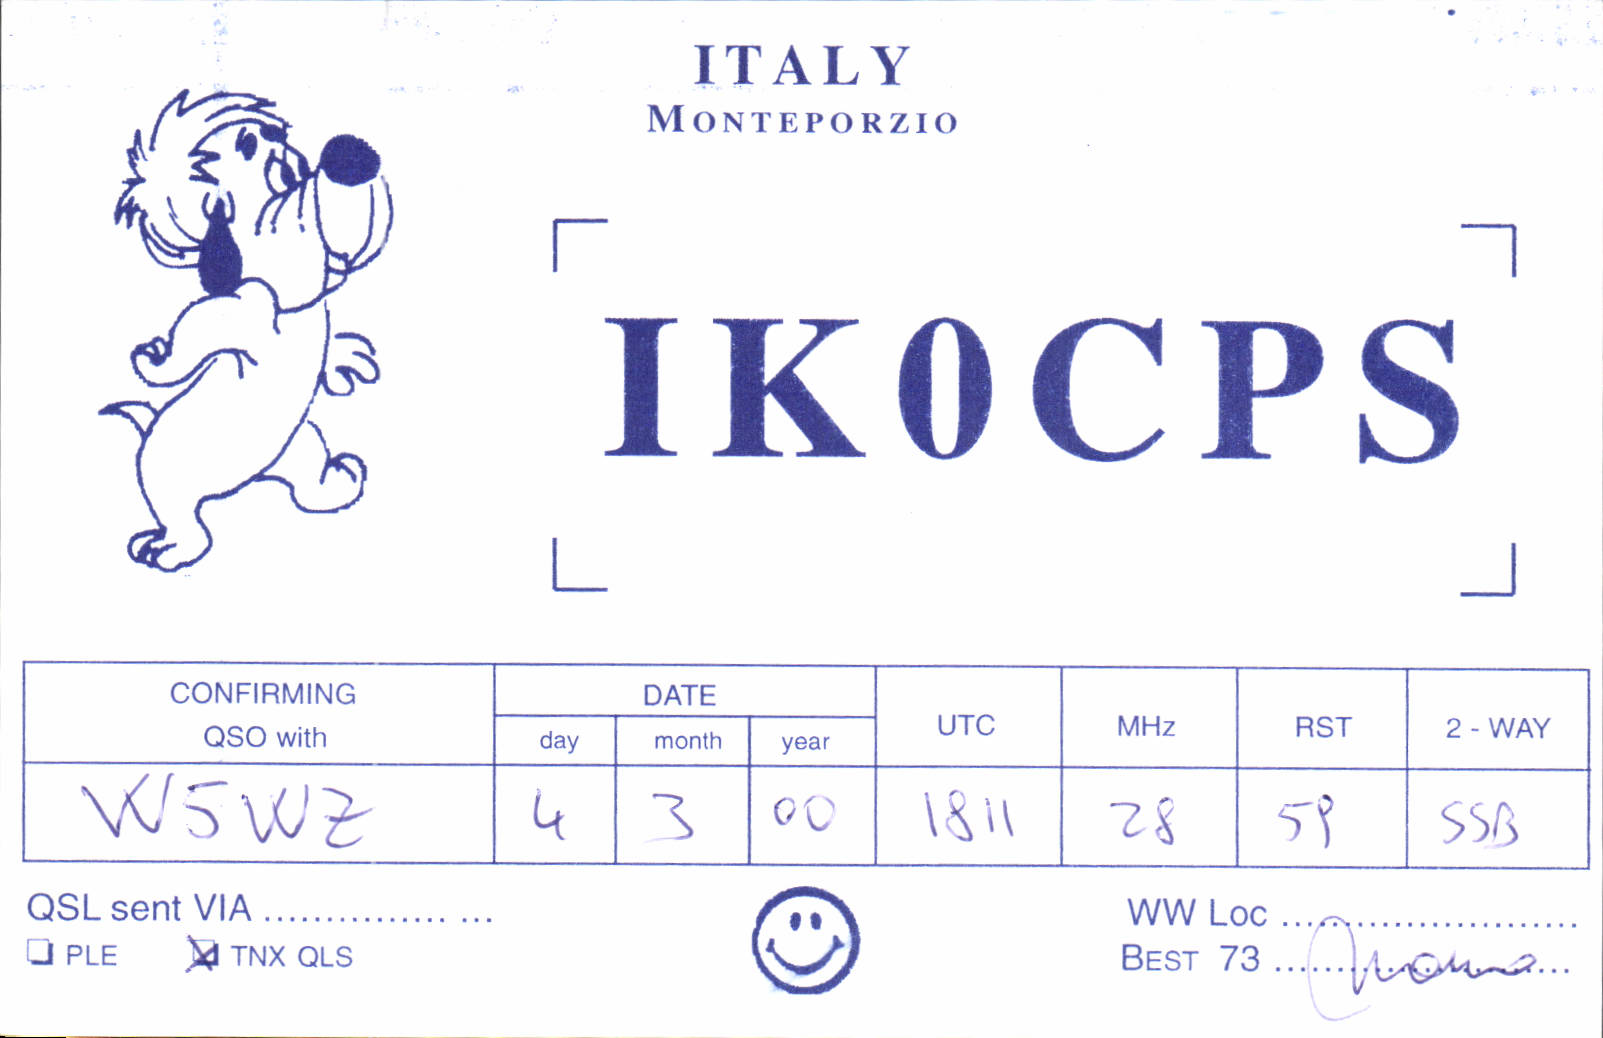 ITALY
MONTEPORZIO
IK0CPS
CONFIRMING
QSO with
DATE
day month year
UTC
MHz
RST
2 - WAY
W5WZ 4 3 00 1811 28 59 SSB
QSL sent VIA .................. ...
PLE TNX QLS
WW LOC ........................
BEST 73 ........................